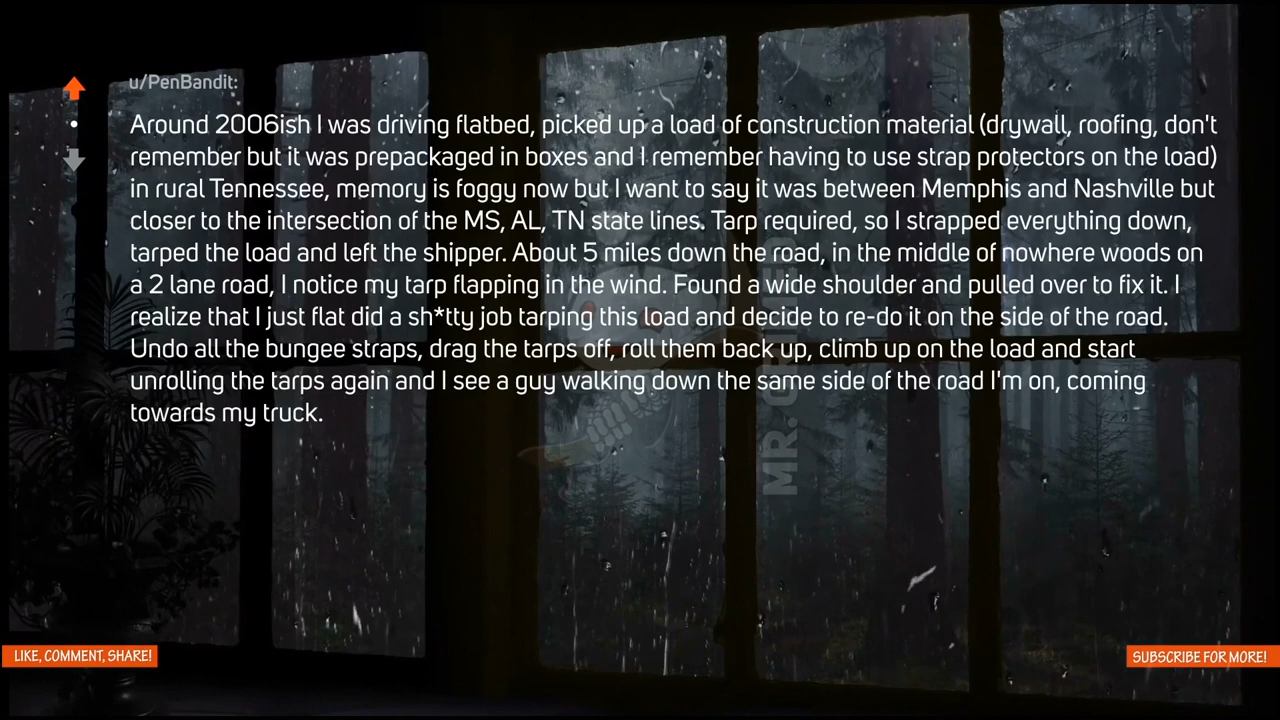 u/PenBandit:
Around 2006ish I was driving flatbed, picked up a load of construction material (drywall, roofing, don't
remember but it was prepackaged in boxes and I remember having to use strap protectors on the load)
in rural Tennessee, memory is foggy now but I want to say it was between Memphis and Nashville but
closer to the intersection of the MS, AL, TN state lines. Tarp required, so I strapped everything down,
tarped the load and left the shipper. About 5 miles down the road, in the middle of nowhere woods on
a 2 lane road, I notice my tarp flapping in the wind. Found a wide shoulder and pulled over to fix it. I
realize that I just flat did a sh*tty job tarping this load and decide to re-do it on the side of the road.
Undo all the bungee straps, drag the tarps off, roll them back up, climb up on the load and start
unrolling the tarps again and I see a guy walking down the same side of the road I'm on, coming
towards my truck.
MR. CHILLER
LIKE, COMMENT, SHARE!
SUBSCRIBE FOR MORE!